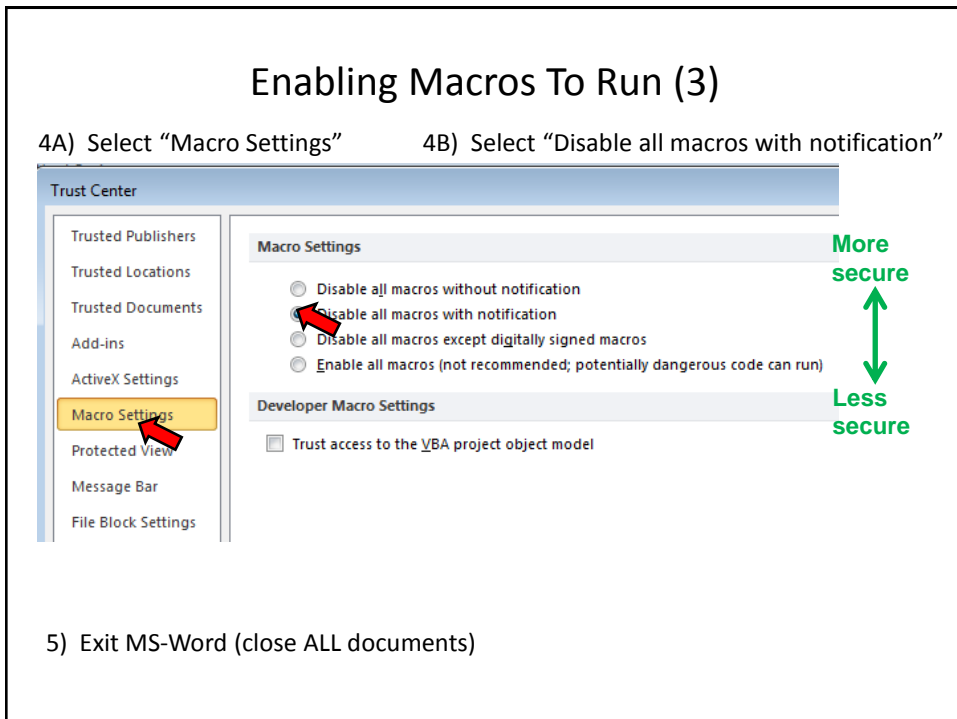 Enabling Macros To Run (3)
4A) Select “Macro Settings”
4B) Select “Disable all macros with notification”
Trust Center
Trusted Publishers
Trusted Locations
Trusted Documents
Add-ins
ActiveX Settings
Macro Settings
Protected View
Message Bar
File Block Settings
Macro Settings
Disable all macros without notification
Disable all macros with notification
Disable all macros except digitally signed macros
Enable all macros (not recommended; potentially dangerous code can run)
Developer Macro Settings
Trust access to the VBA project object model
More
secure
Less
secure
5) Exit MS-Word (close ALL documents)